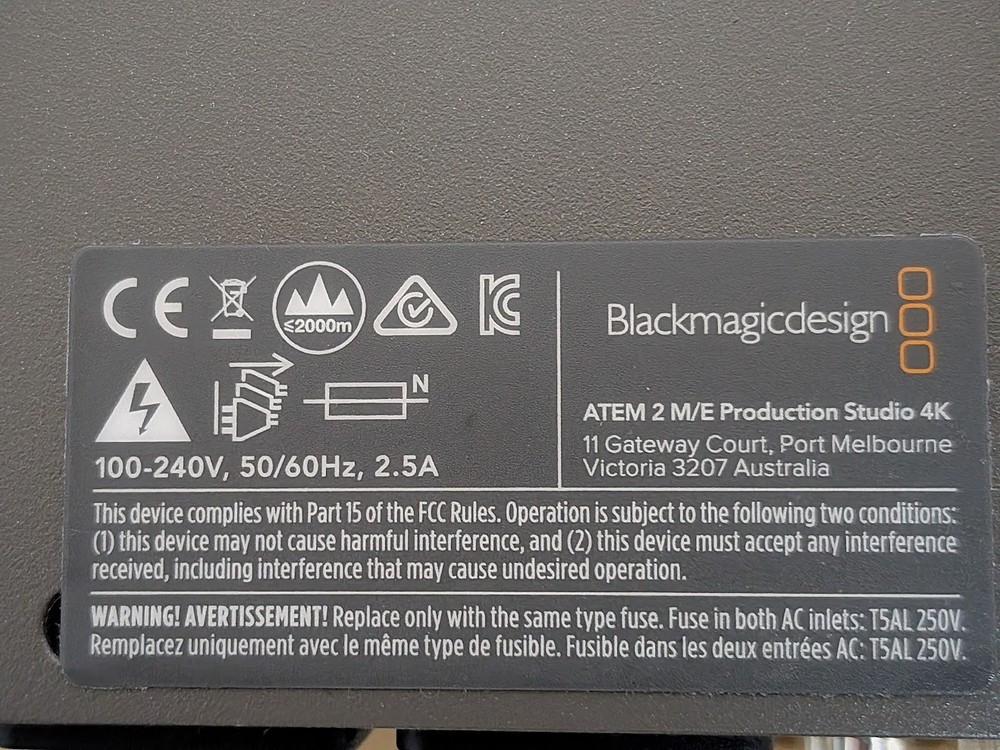 CE
≤2000m
KC
Blackmagicdesign
N
100-240V, 50/60Hz, 2.5A
ATEM 2 M/E Production Studio 4K
11 Gateway Court, Port Melbourne
Victoria 3207 Australia
This device complies with Part 15 of the FCC Rules. Operation is subject to the following two conditions:
(1) this device may not cause harmful interference, and (2) this device must accept any interference
received, including interference that may cause undesired operation.
WARNING! AVERTISSEMENT! Replace only with the same type fuse. Fuse in both AC inlets: T5AL 250V.
Remplacez uniquement avec le même type de fusible. Fusible dans les deux entrées AC: T5AL 250V.